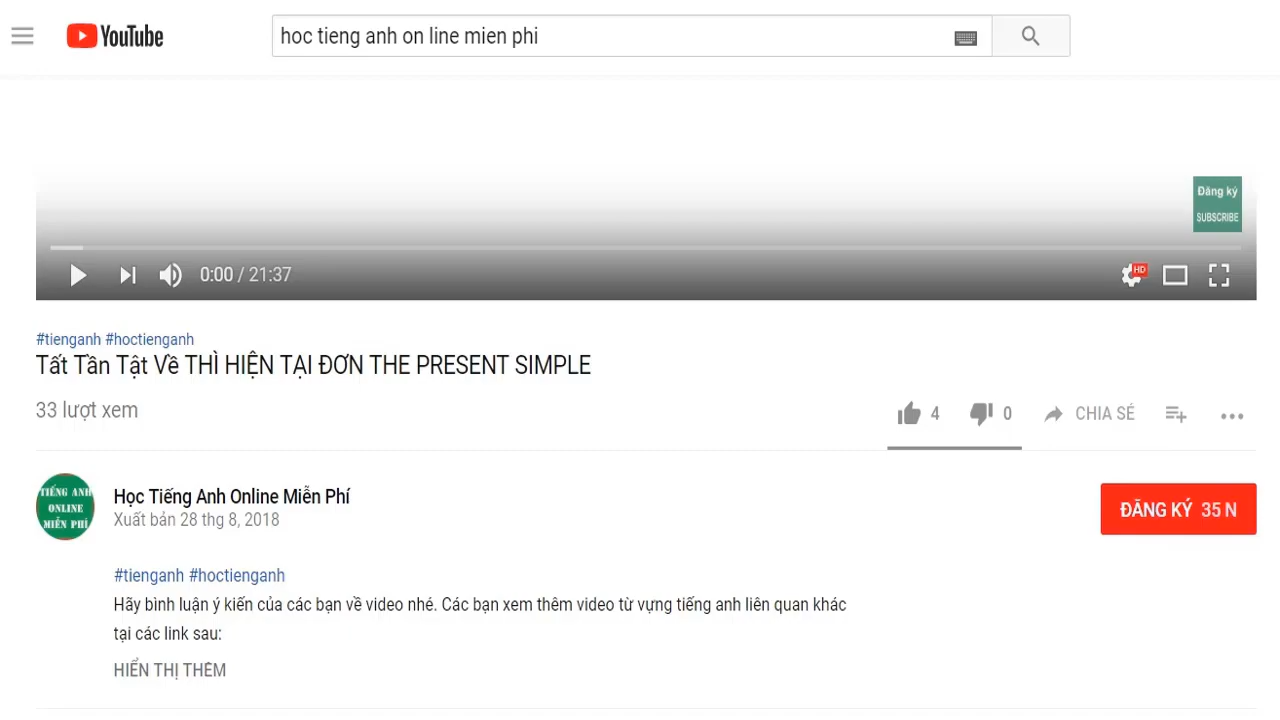 YouTube
hoc tieng anh on line mien phi
Đăng ký
SUBSCRIBE
0:00 / 21:37
HD
#tienganh #hoctienganh
Tất Tần Tật Về THÌ HIỆN TẠI ĐƠN THE PRESENT SIMPLE
33 lượt xem
4
0
CHIA SẺ
TIẾNG ANH
ONLINE
MIỄN PHÍ
Học Tiếng Anh Online Miễn Phí
Xuất bản 28 thg 8, 2018
ĐĂNG KÝ 35 N
#tienganh #hoctienganh
Hãy bình luận ý kiến của các bạn về video nhé. Các bạn xem thêm video từ vựng tiếng anh liên quan khác
tại các link sau:
HIỂN THỊ THÊM